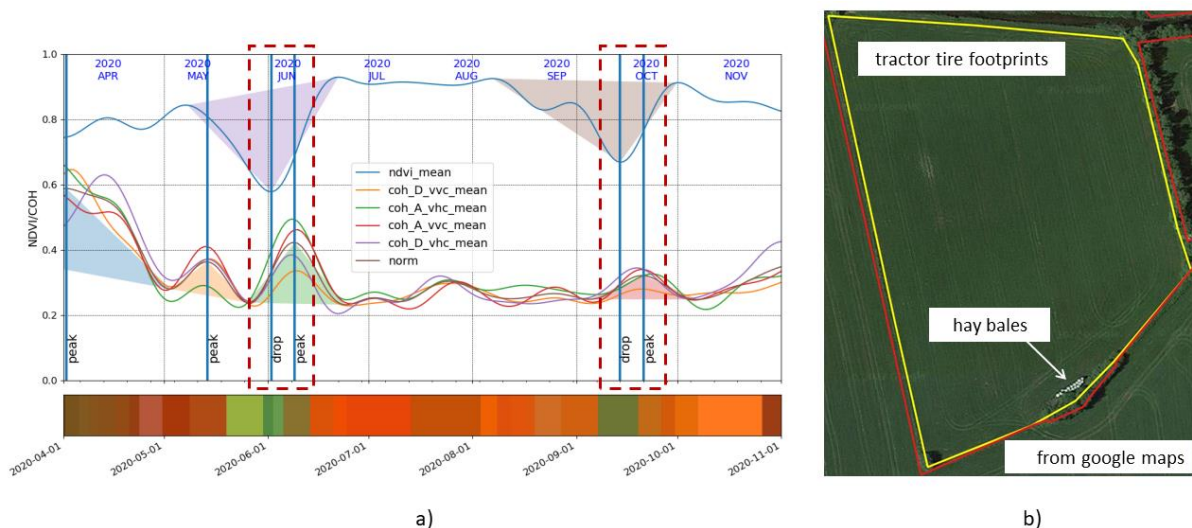 2020 2020 2020 2020 2020 2020 2020 2020
APR MAY JUN JUL AUG SEP OCT NOV
1.0
0.8
0.6
0.4
0.2
0.0
NDVI/COH
ndvi_mean
coh_D_vvc_mean
coh_A_vhc_mean
coh_A_vvc_mean
coh_D_vhc_mean
norm
peak
peak
drop
peak
drop
peak
2020-04-01
2020-05-01
2020-06-01
2020-07-01
2020-08-01
2020-09-01
2020-10-01
2020-11-01
a)
tractor tire footprints
hay bales
from google maps
b)